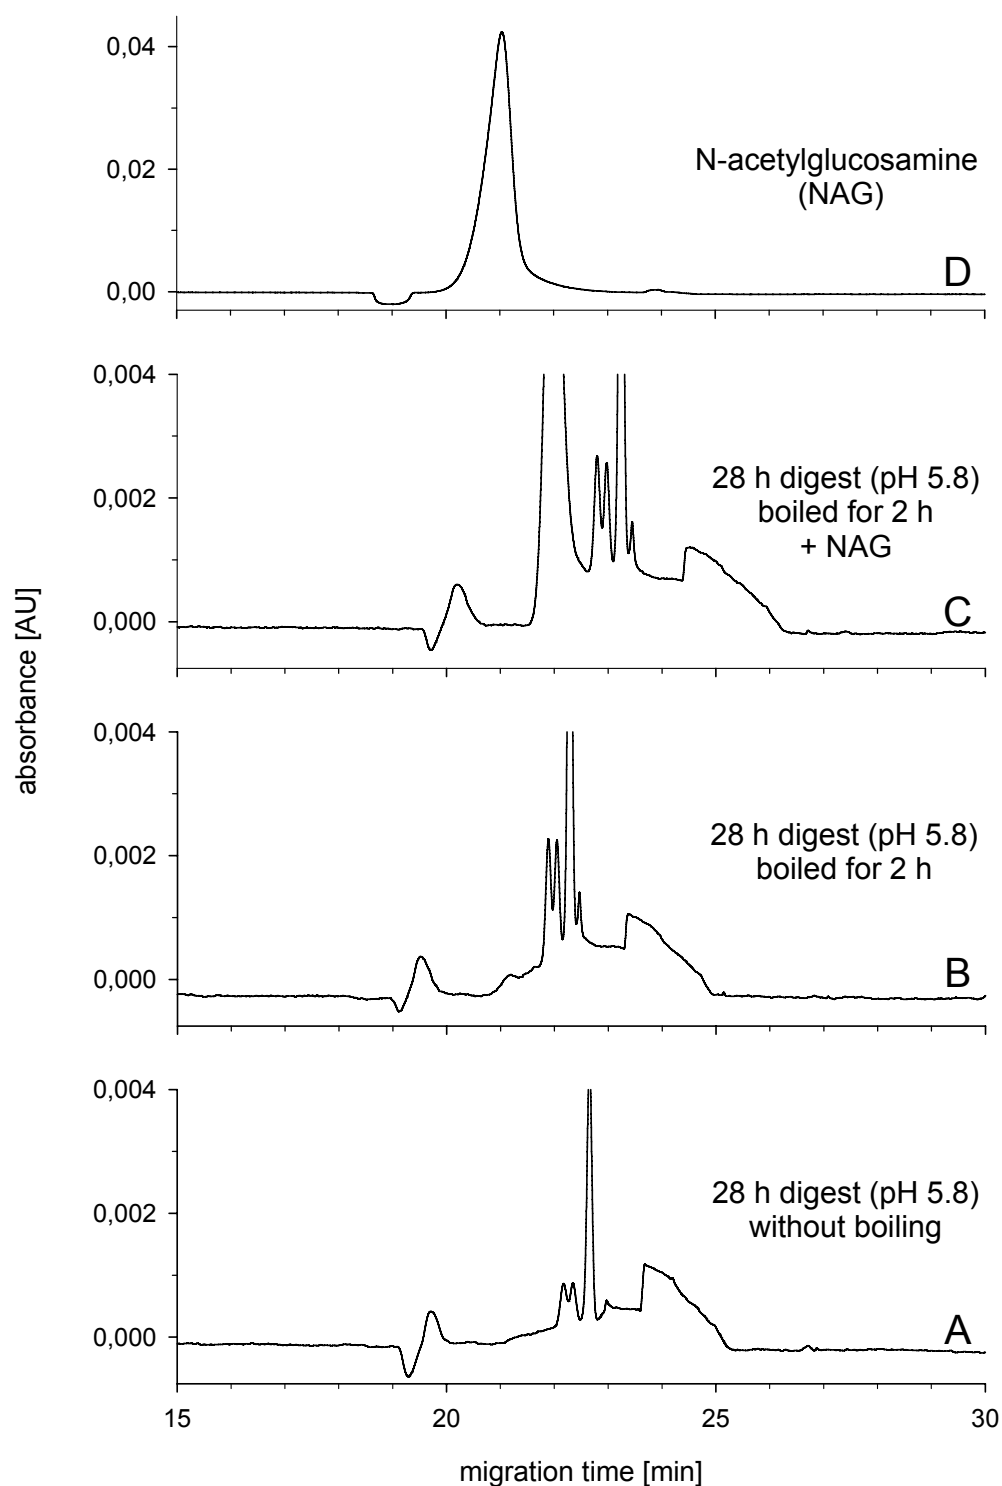 0,04
0,02
0,00
N-acetylglucosamine
(NAG)
D
0,004
0,002
0,000
28 h digest (pH 5.8)
boiled for 2 h
+ NAG
C
absorbance [AU]
0,004
0,002
0,000
28 h digest (pH 5.8)
boiled for 2 h
B
0,004
0,002
0,000
28 h digest (pH 5.8)
without boiling
A
15 20 25 30
migration time [min]